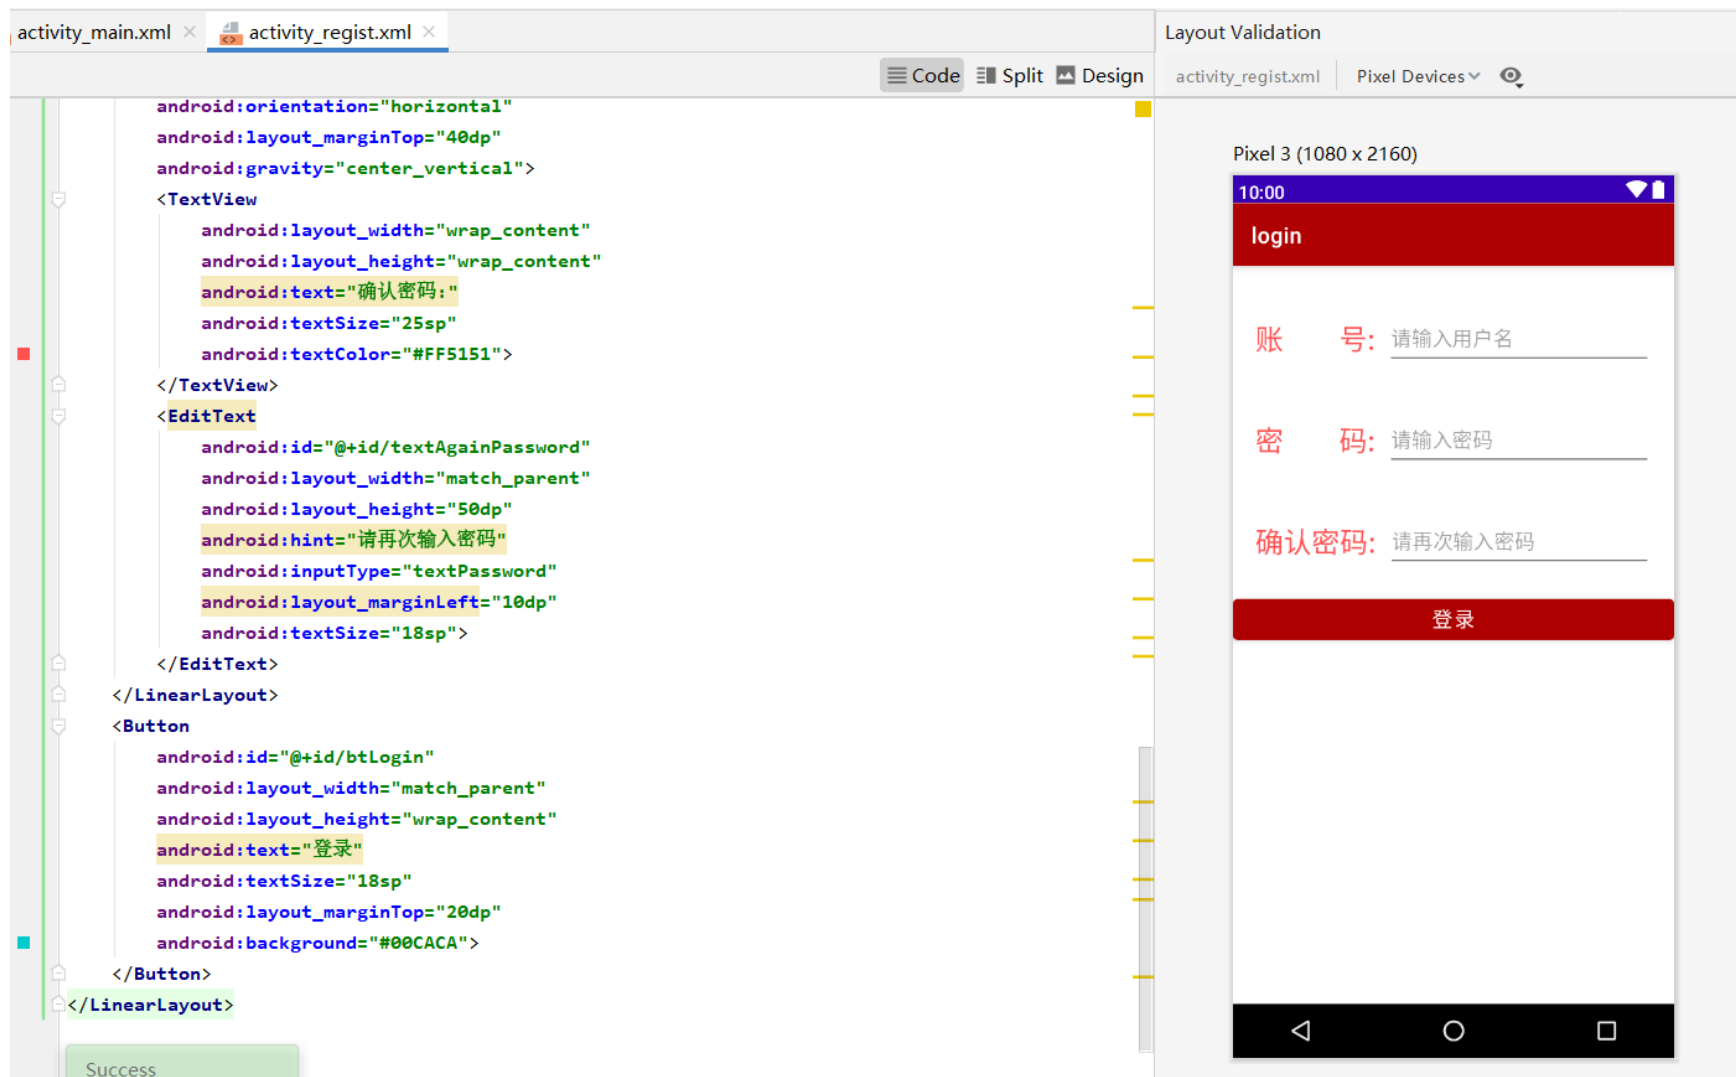 activity_main.xml
activity_regist.xml
Code Split Design
android:orientation="horizontal"
android:layout_marginTop="40dp"
android:gravity="center_vertical">
<TextView
android:layout_width="wrap_content"
android:layout_height="wrap_content"
android:text="确认密码:"
android:textSize="25sp"
android:textColor="#FF5151">
</TextView>
<EditText
android:id="@+id/textAgainPassword"
android:layout_width="match_parent"
android:layout_height="50dp"
android:hint="请再次输入密码"
android:inputType="textPassword"
android:layout_marginLeft="10dp"
android:textSize="18sp">
</EditText>
</LinearLayout>
<Button
android:id="@+id/btLogin"
android:layout_width="match_parent"
android:layout_height="wrap_content"
android:text="登录"
android:textSize="18sp"
android:layout_marginTop="20dp"
android:background="#00CACA">
</Button>
</LinearLayout>
Success
Layout Validation
activity_regist.xml Pixel Devices
Pixel 3 (1080 x 2160)
10:00
login
账 号: 请输入用户名
密 码: 请输入密码
确认密码: 请再次输入密码
登录